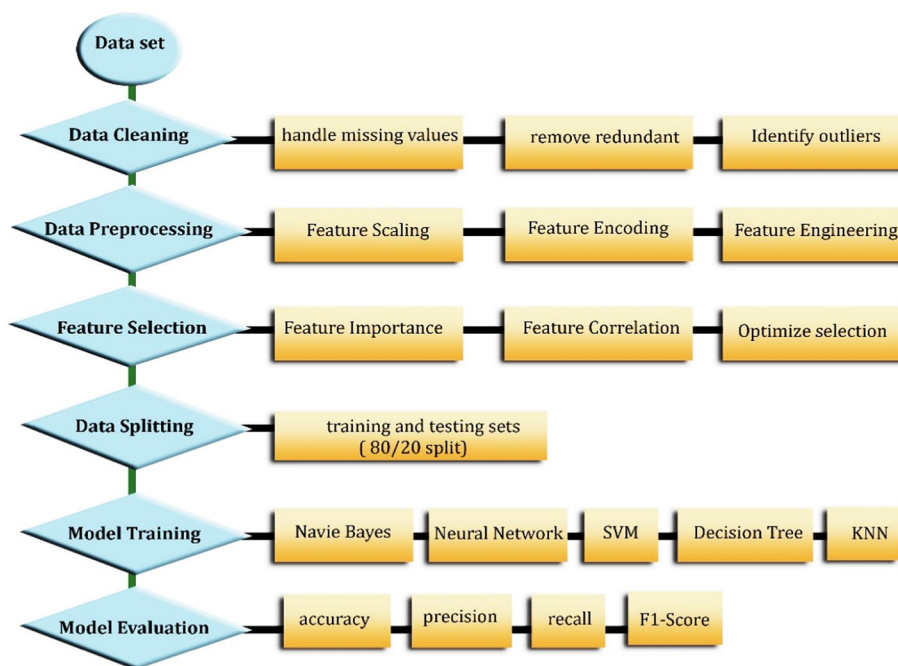 Data set
Data Cleaning
handle missing values
remove redundant
Identify outliers
Data Preprocessing
Feature Scaling
Feature Encoding
Feature Engineering
Feature Selection
Feature Importance
Feature Correlation
Optimize selection
Data Splitting
training and testing sets
( 80/20 split)
Model Training
Navie Bayes
Neural Network
SVM
Decision Tree
KNN
Model Evaluation
accuracy
precision
recall
F1-Score